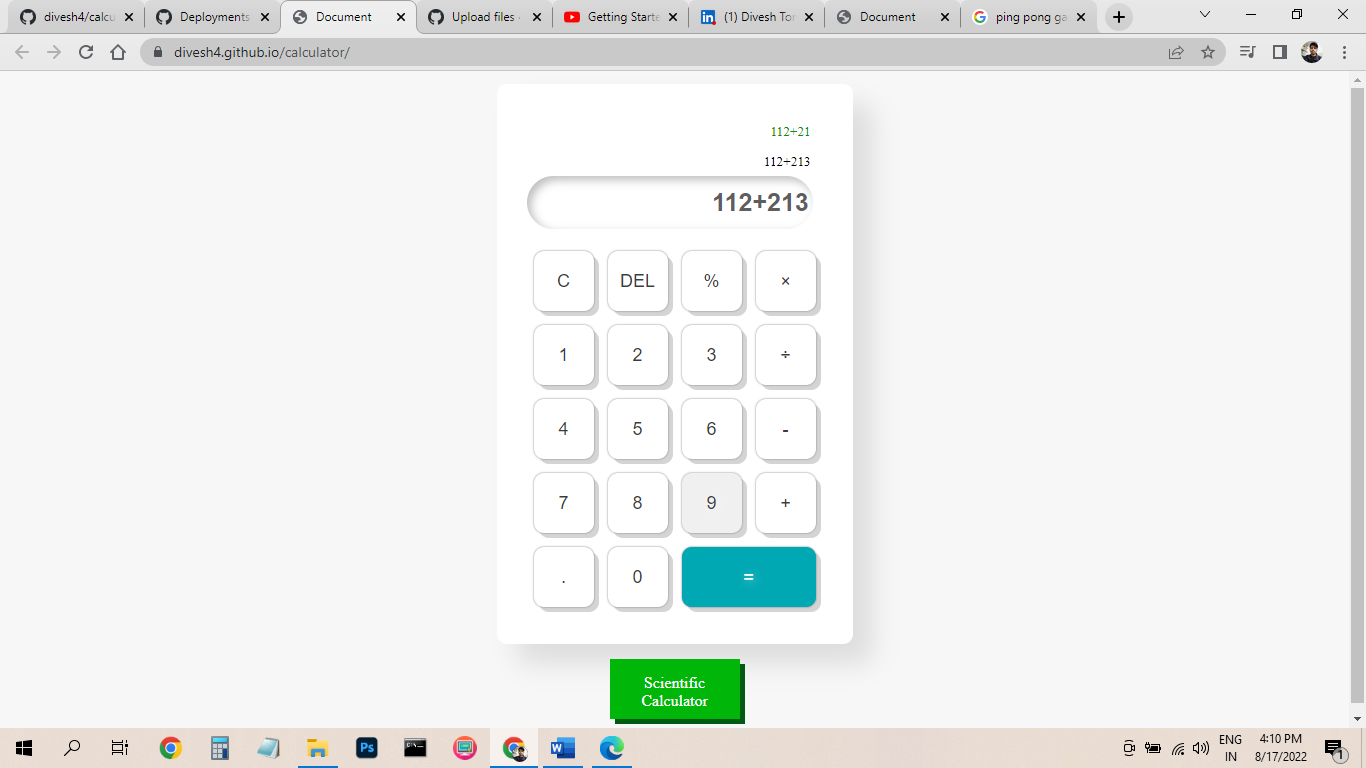 divesh4/calcu
Deployments
Document
Upload files ·
Getting Starte
(1) Divesh Tor
Document
ping pong ga
divesh4.github.io/calculator/
112+21
112+213
112+213
C DEL % ×
1 2 3 ÷
4 5 6 -
7 8 9 +
. 0 =
Scientific
Calculator
Ps
C:\_
W
ENG
IN
4:10 PM
8/17/2022
1